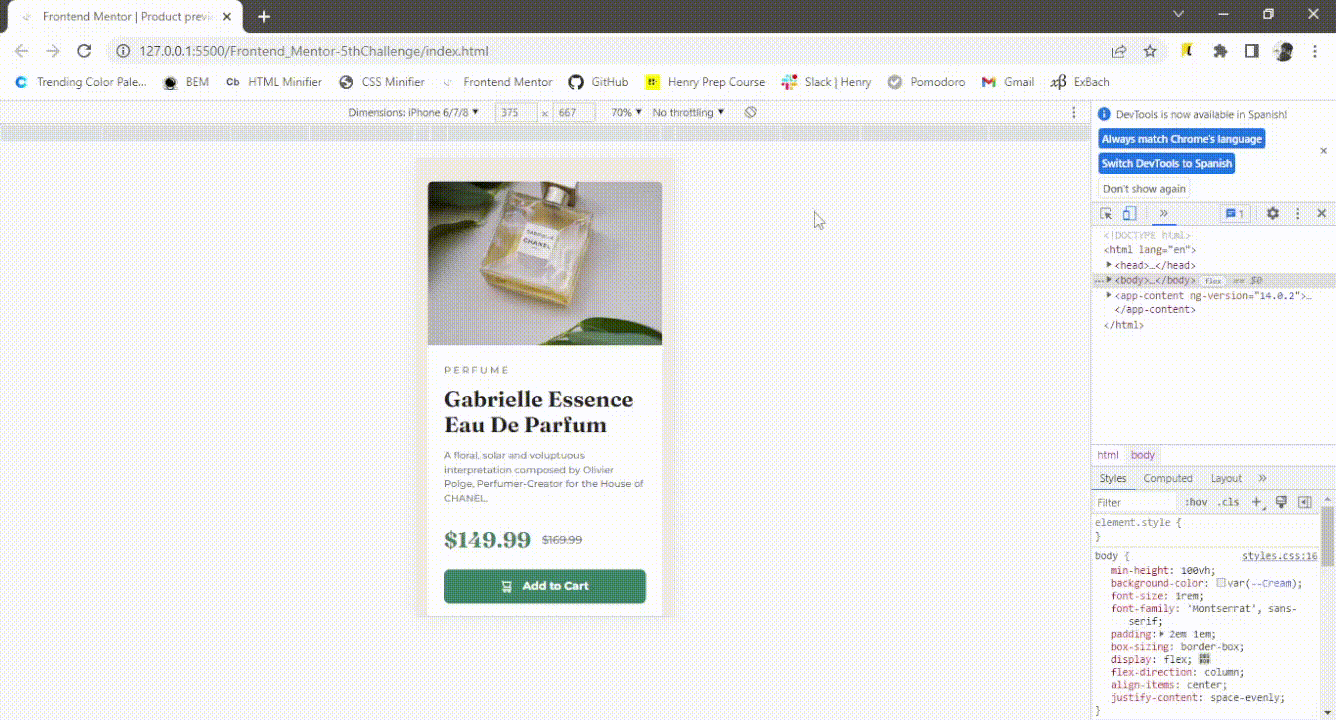 Frontend Mentor | Product previ
127.0.0.1:5500/Frontend_Mentor-5thChallenge/index.html
Trending Color Pale... BEM Cb HTML Minifier CSS Minifier Frontend Mentor GitHub Henry Prep Course Slack | Henry Pomodoro Gmail ExBach
Dimensions: iPhone 6/7/8 375 x 667 70% No throttling
GABRIELLE
CHANEL
PERFUME
Gabrielle Essence
Eau De Parfum
A floral, solar and voluptuous
interpretation composed by Olivier
Polge, Perfumer-Creator for the House of
CHANEL.
$149.99 $169.99
Add to Cart
DevTools is now available in Spanish!
Always match Chrome's language
Switch DevTools to Spanish
Don't show again
1
<!DOCTYPE html>
<html lang="en">
<head>…</head>
<body>…</body> flex == $0
<app-content ng-version="14.0.2">…
</app-content>
</html>
html body
Styles Computed Layout
Filter :hov .cls
element.style {
}
body { styles.css:16
min-height: 100vh;
background-color: var(--Cream);
font-size: 1rem;
font-family: 'Montserrat', sans-
serif;
padding: 2em 1em;
box-sizing: border-box;
display: flex;
flex-direction: column;
align-items: center;
justify-content: space-evenly;
}